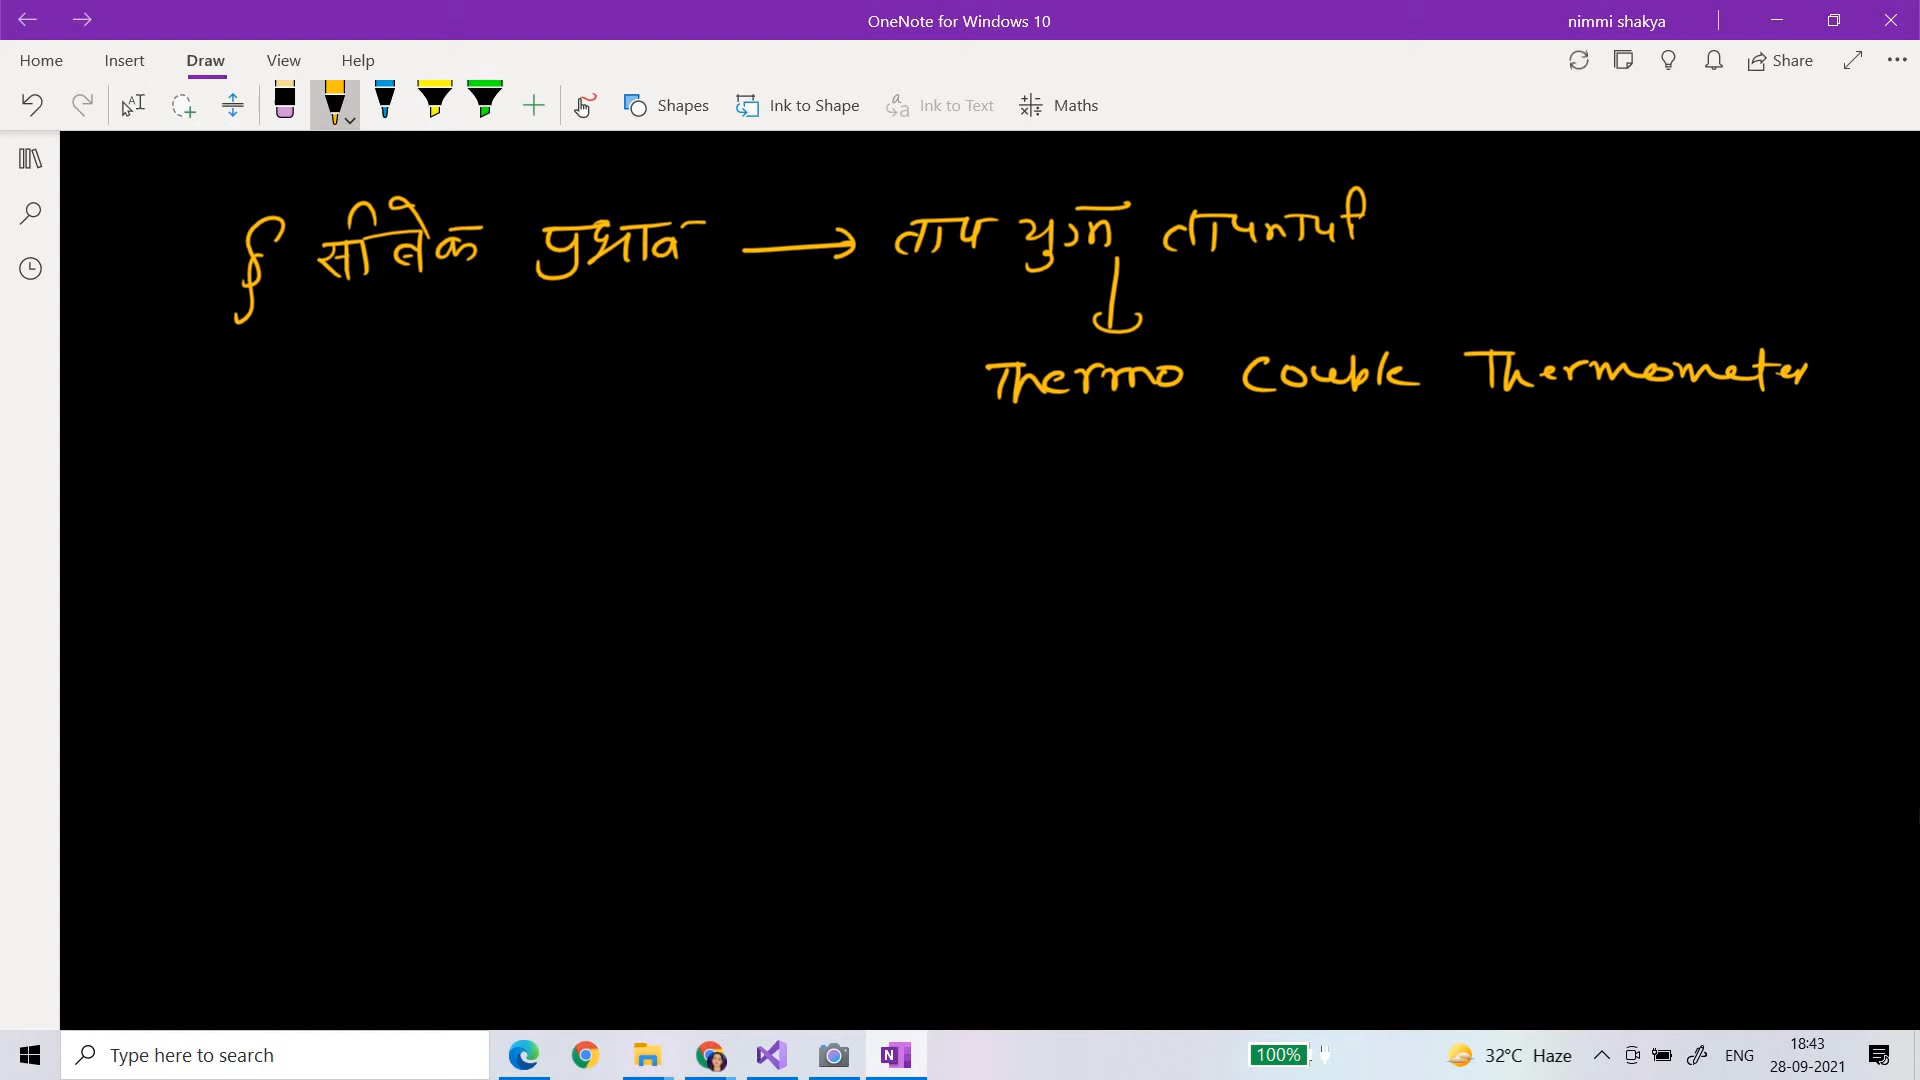 OneNote for Windows 10
nimmi shakya
Home Insert Draw View Help
Share
Shapes Ink to Shape Ink to Text Maths
प्रभाव → ताप युग्म तापमापी
Thermo Couple Thermometer
Type here to search
100%
32°C Haze
ENG
18:43
28-09-2021